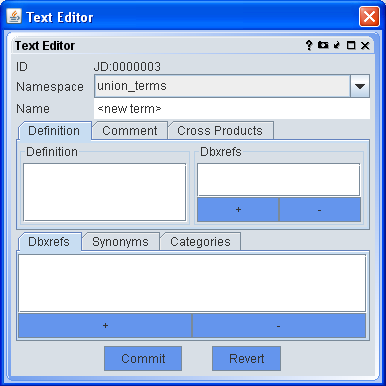 Text Editor
Text Editor ?
ID JD:0000003
Namespace union_terms
Name <new term>
Definition Comment Cross Products
Definition Dbxrefs
+ -
Dbxrefs Synonyms Categories
+ -
Commit Revert